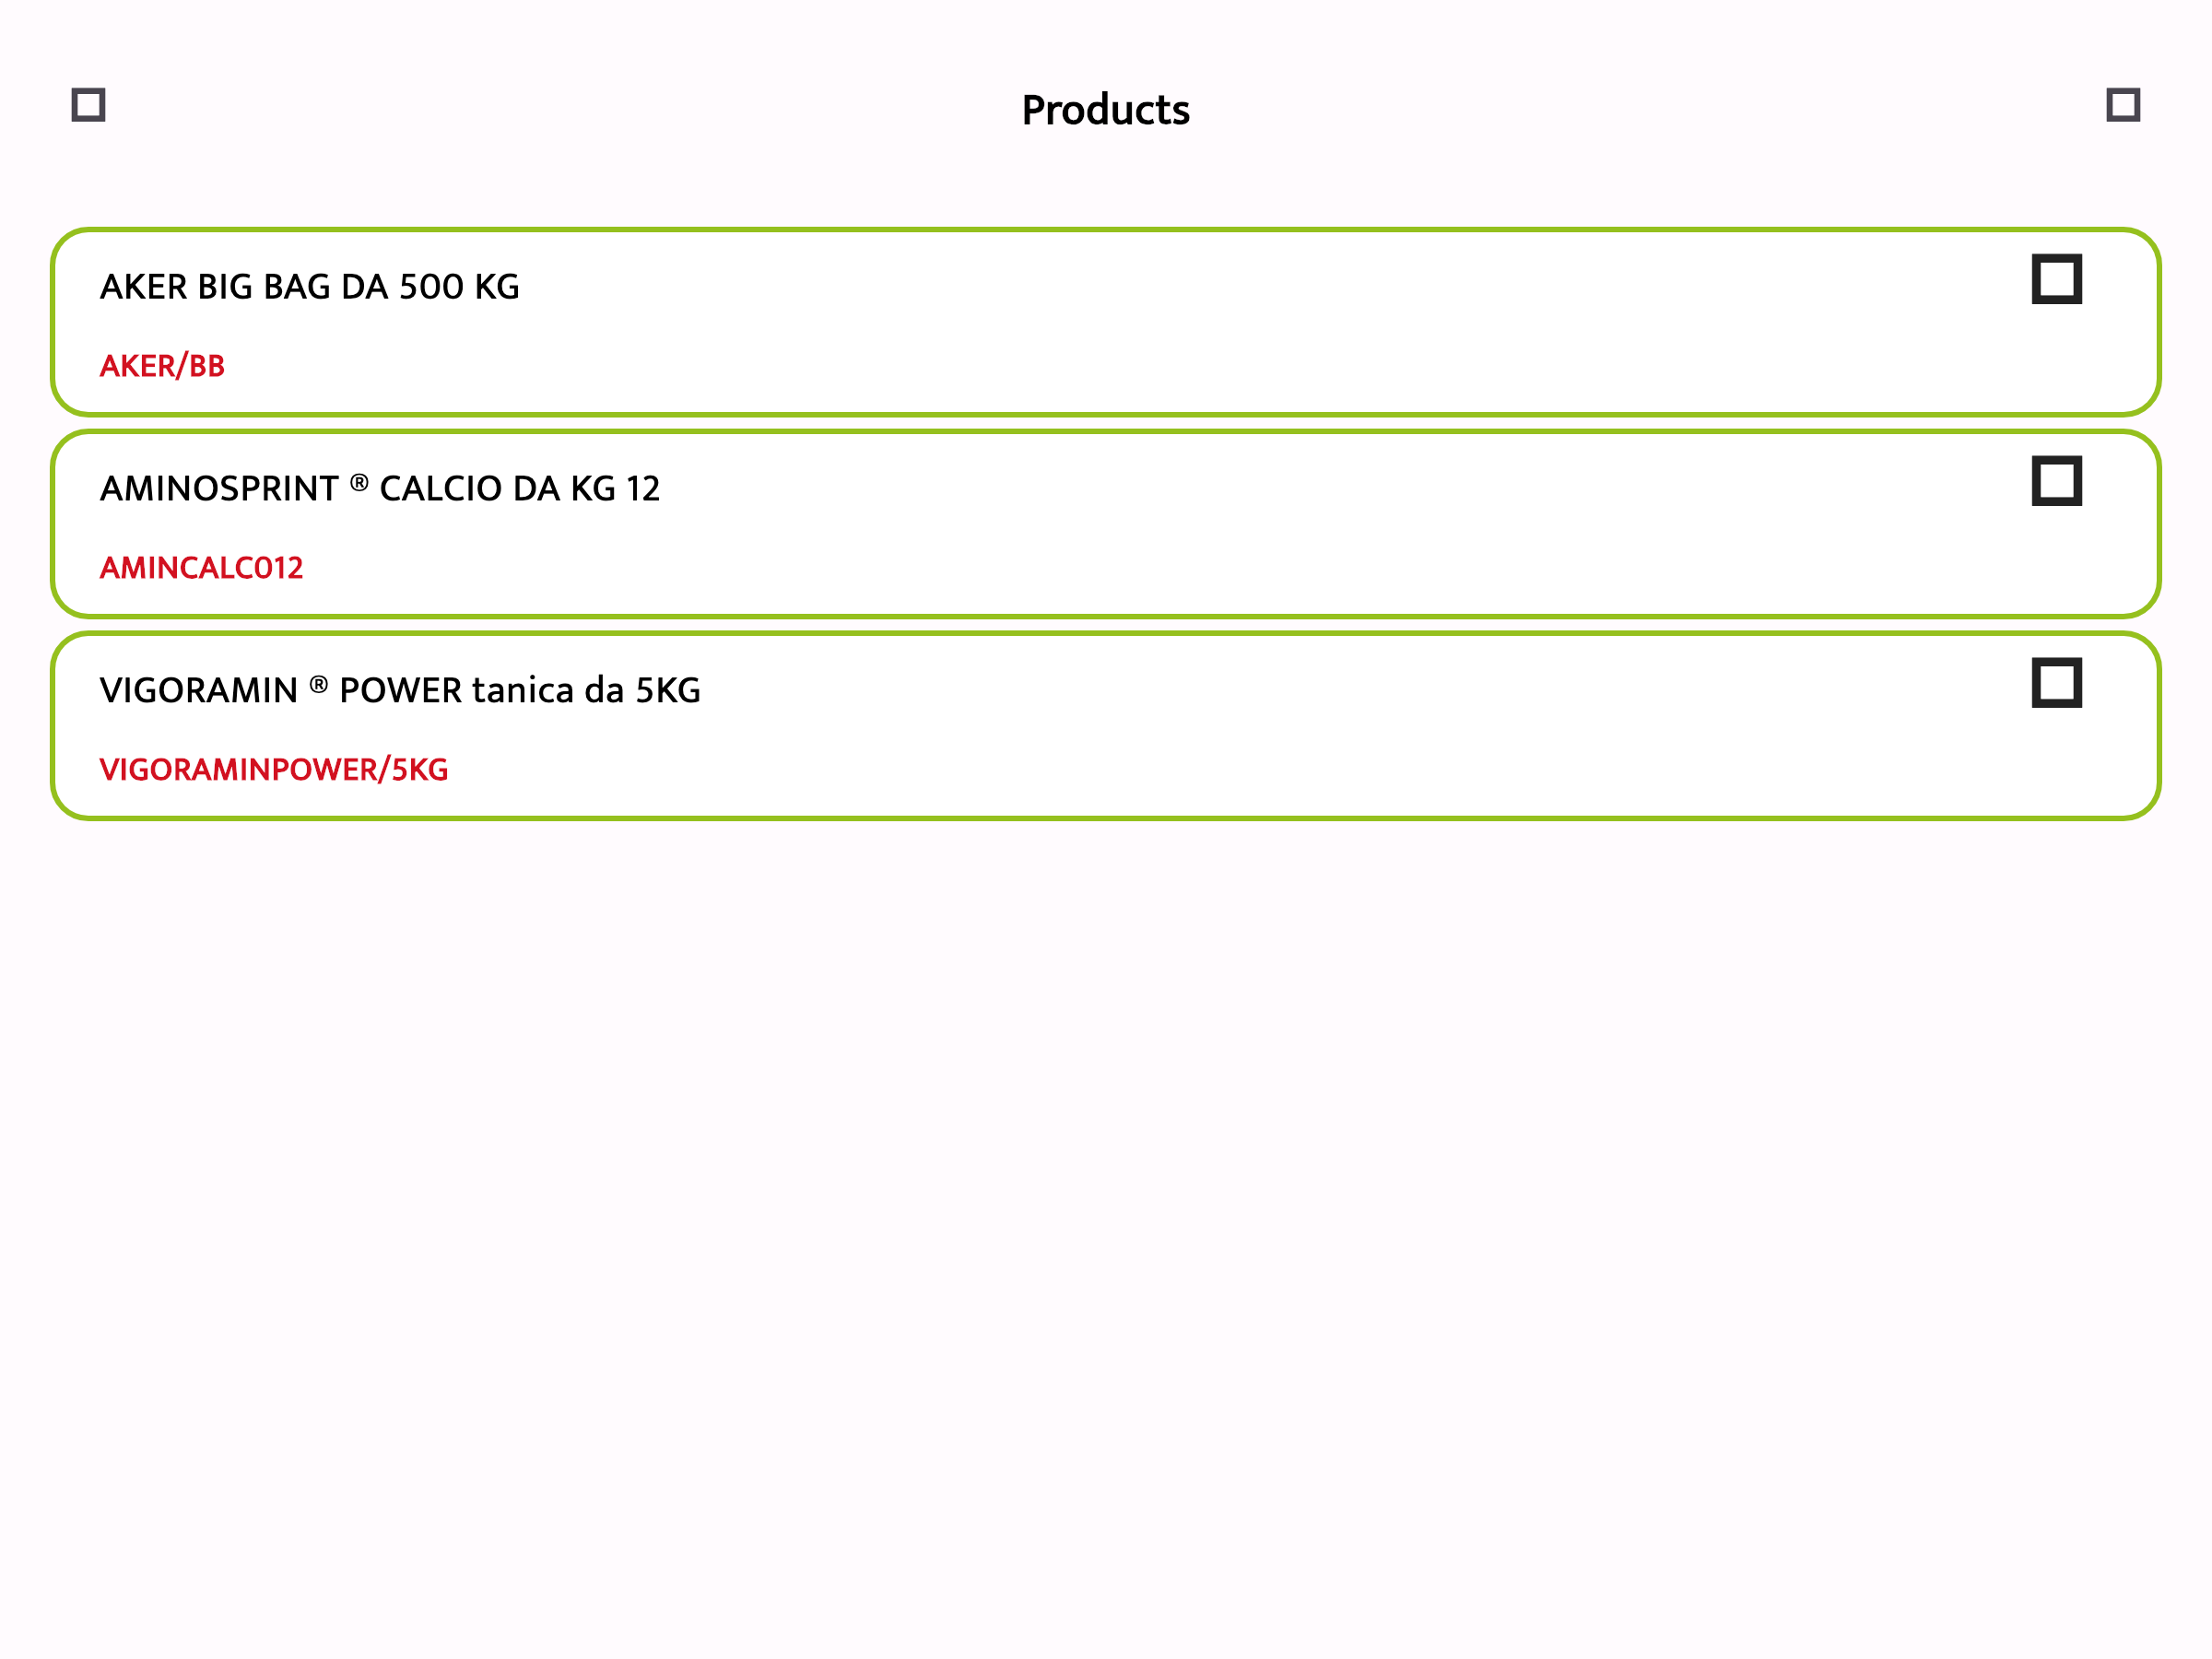 Products
AKER BIG BAG DA 500 KG
AKER/BB
AMINOSPRINT ® CALCIO DA KG 12
AMINCALC012
VIGORAMIN ® POWER tanica da 5KG
VIGORAMINPOWER/5KG